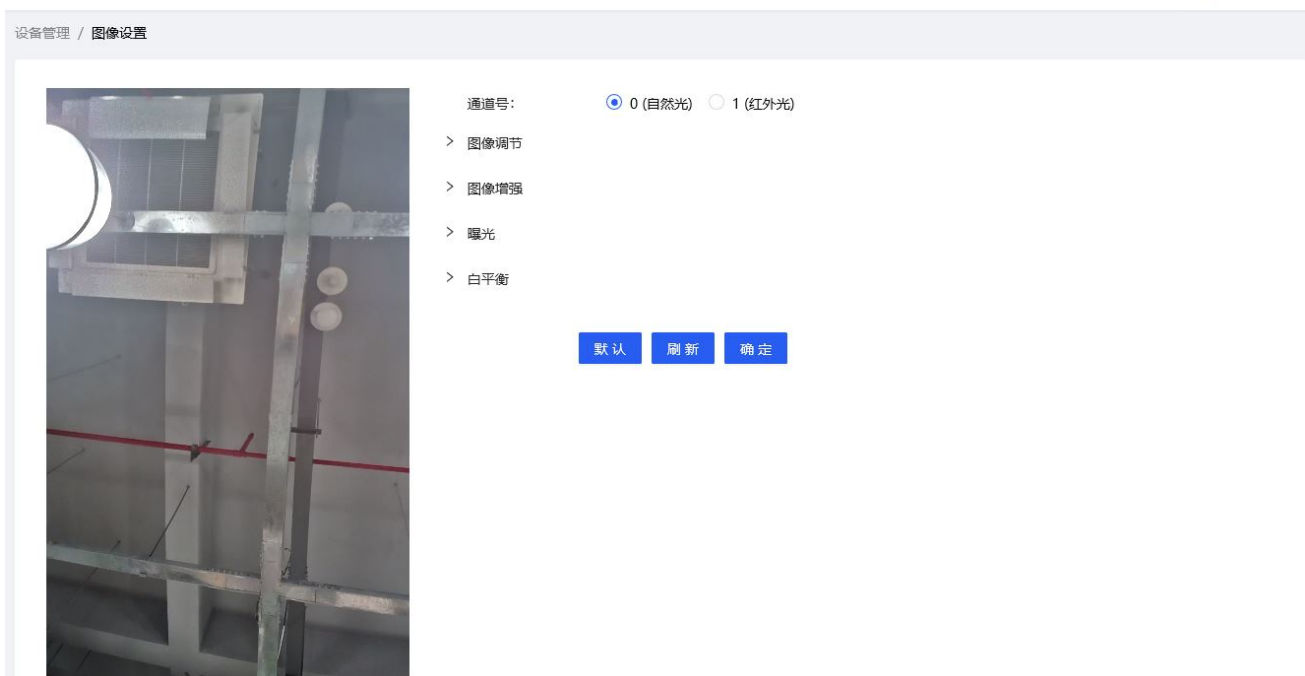 设备管理 / 图像设置
通道号： 0 (自然光) 1 (红外光)
> 图像调节
> 图像增强
> 曝光
> 白平衡
默认 刷新 确定